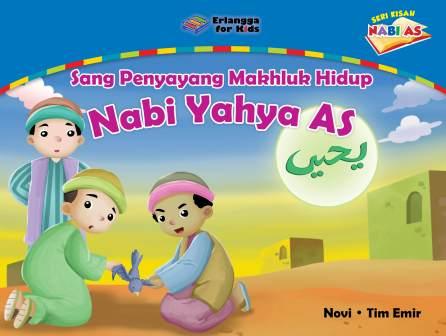 Erlangga
for Kids
SERI KISAH
NABI AS
Sang Penyayang Makhluk Hidup
Nabi Yahya As
يحيى
Novi • Tim Emir